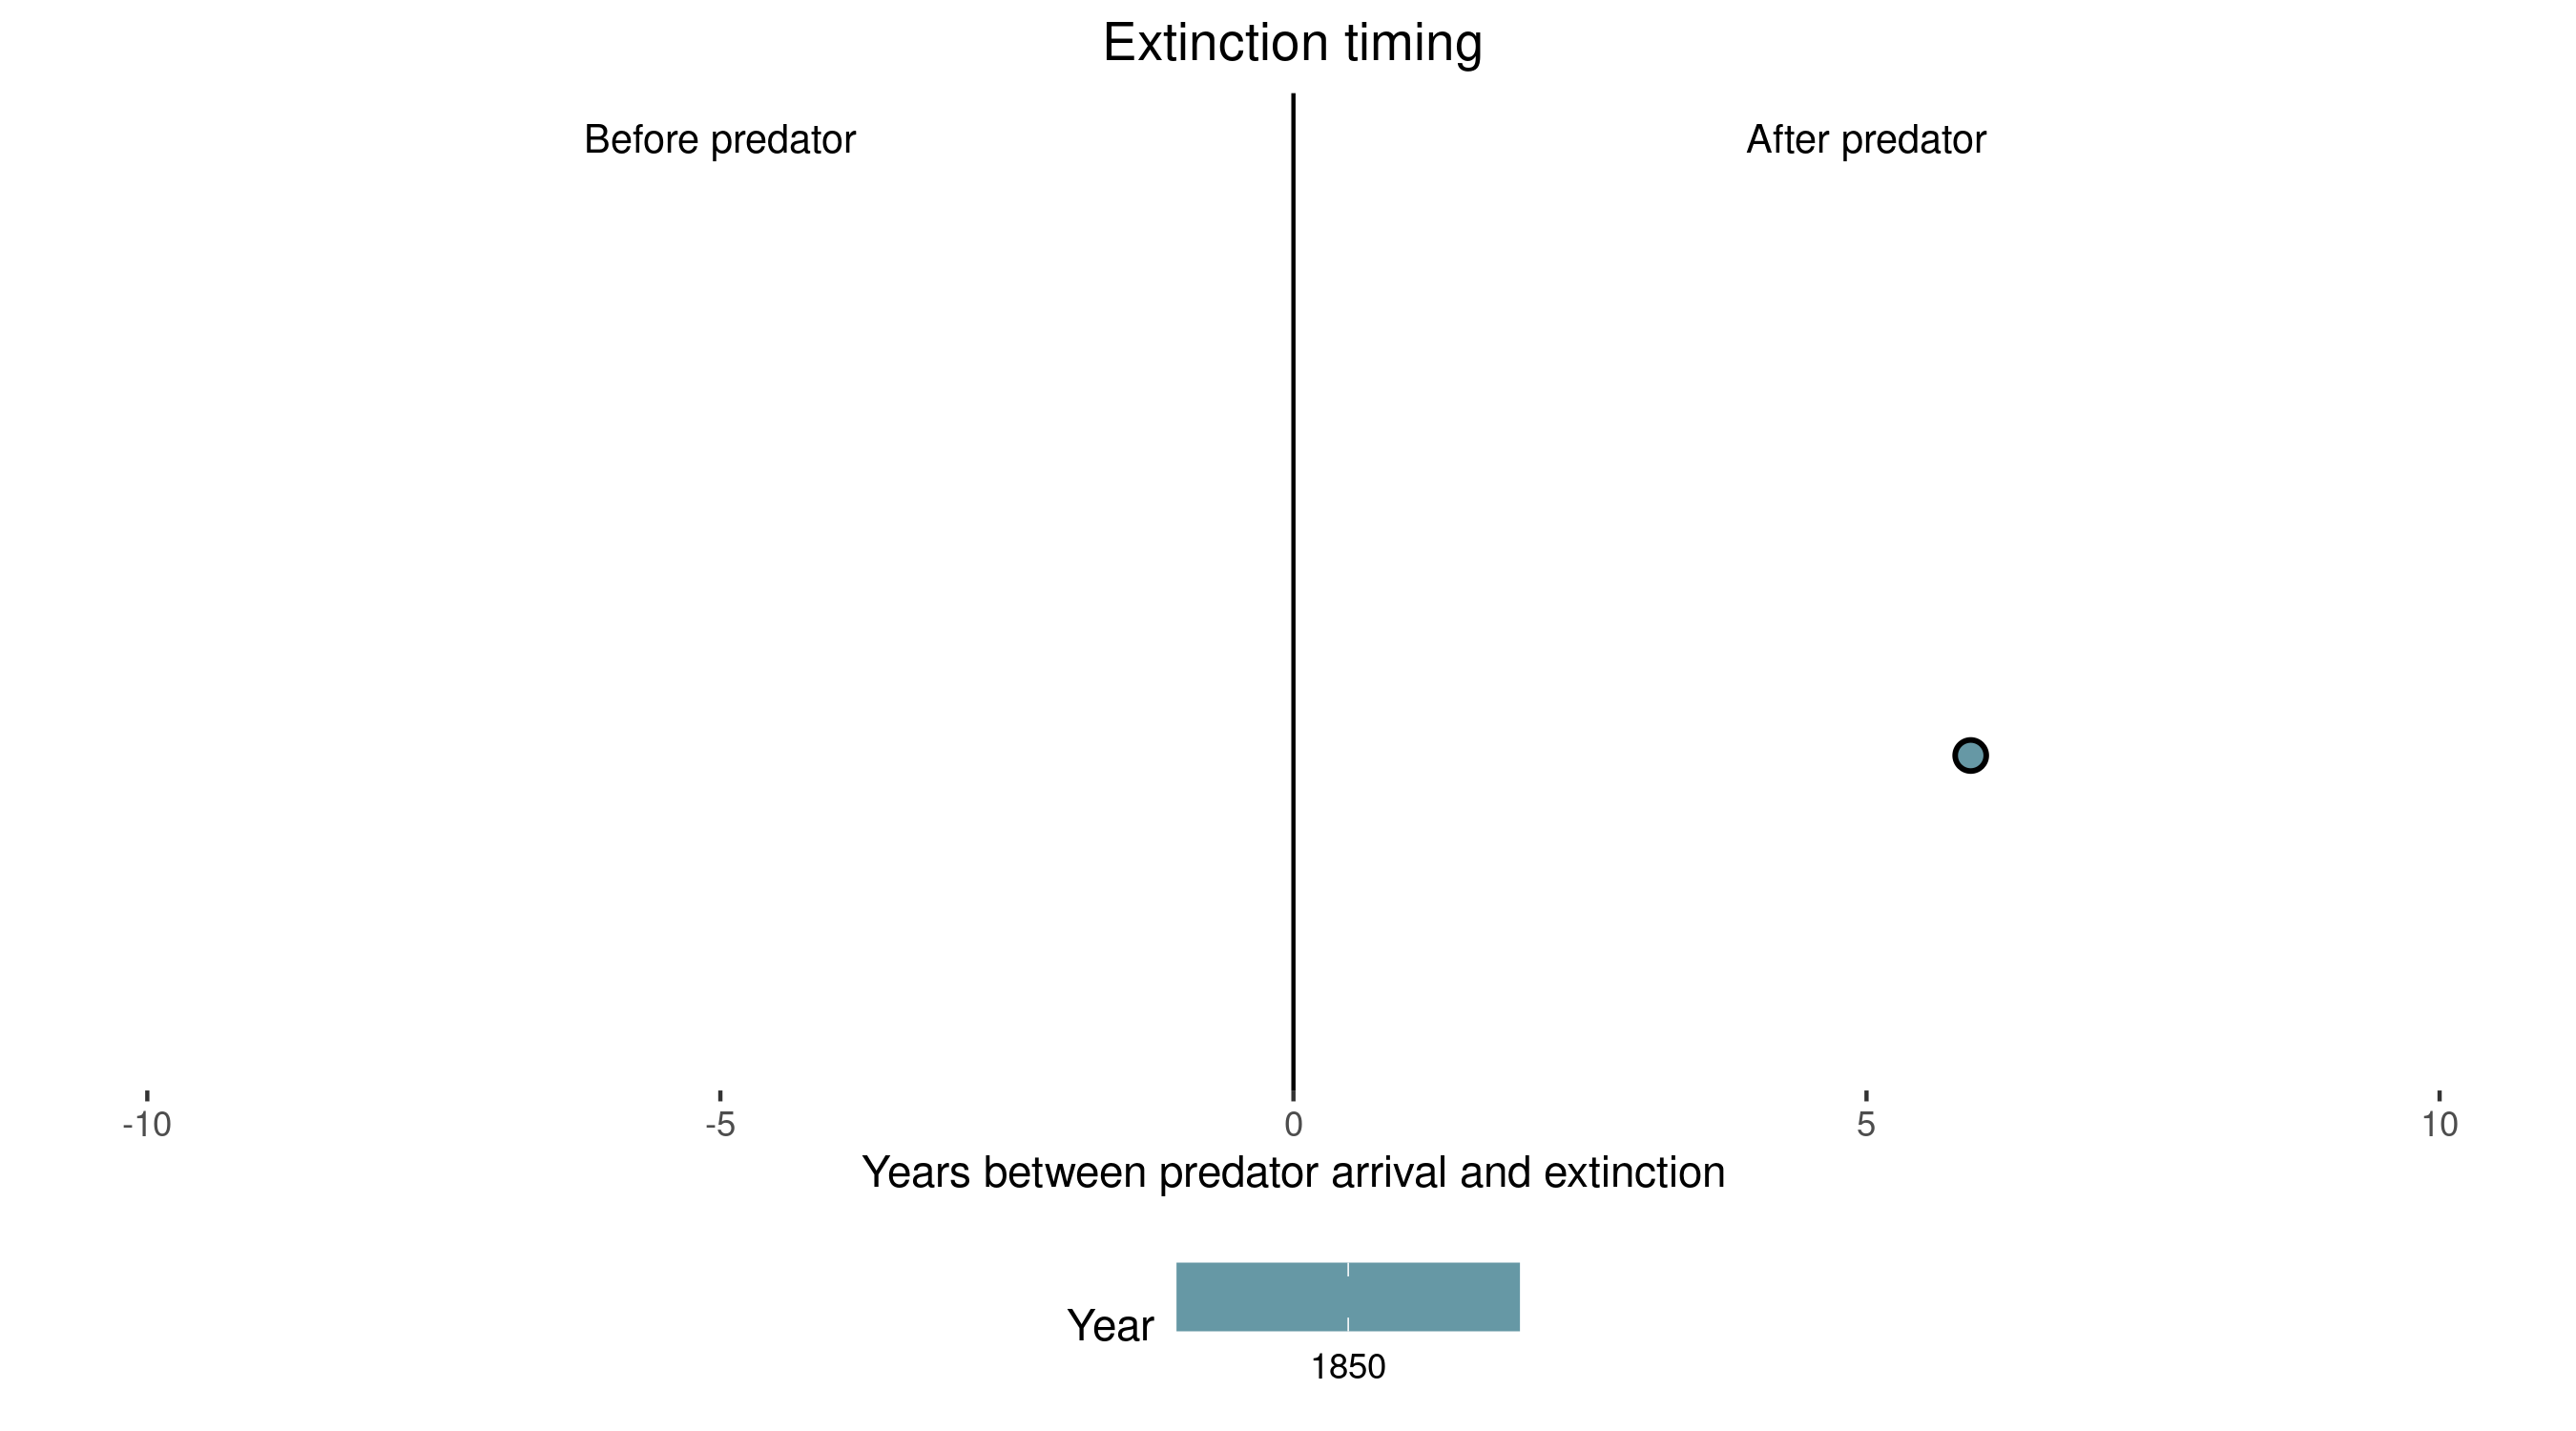 Extinction timing
Before predator
After predator
-10
-5
0
5
10
Years between predator arrival and extinction
Year
1850